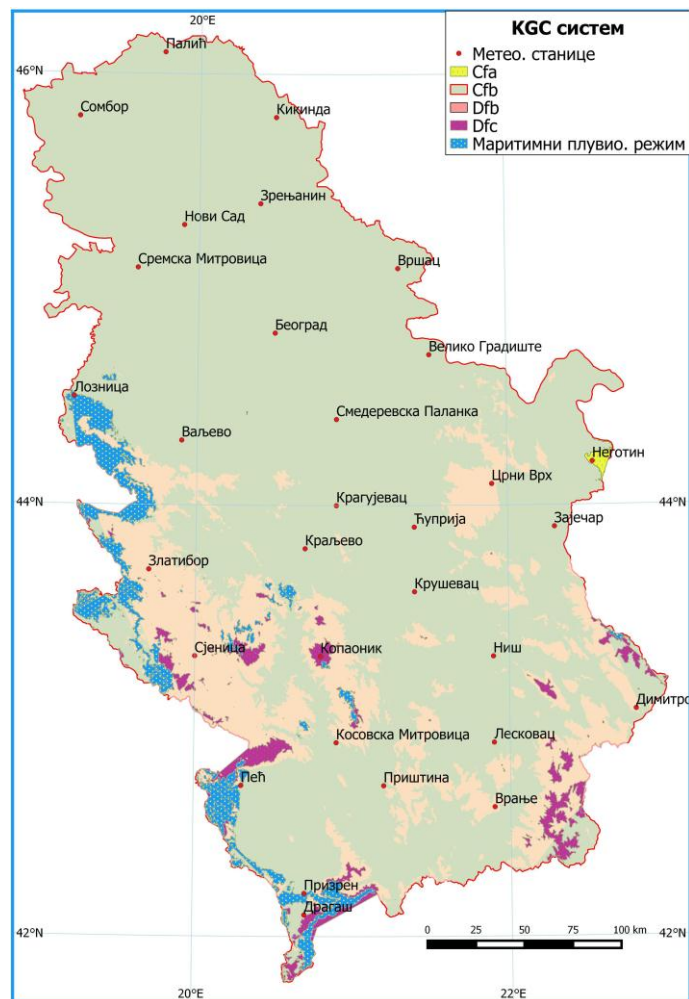 20°E
KGC систем
Метео. станице
Cfa
Cfb
Dfb
Dfc
Маритимни плувио. режим
Палић
46°N
Сомбор
Кикинда
Зрењанин
Нови Сад
Сремска Митровица
Вршац
Београд
Велико Градиште
Лозница
Смедеревска Паланка
Ваљево
Неготин
Црни Врх
44°N
Крагујевац
44°N
Ћуприја
Зајечар
Краљево
Златибор
Крушевац
Сјеница
Копаоник
Ниш
Димитро
Косовска Митровица
Лесковац
Пећ
Приштина
Врање
Призрен
Драгаш
42°N
0 25 50 75 100 km
42°N
20°E
22°E